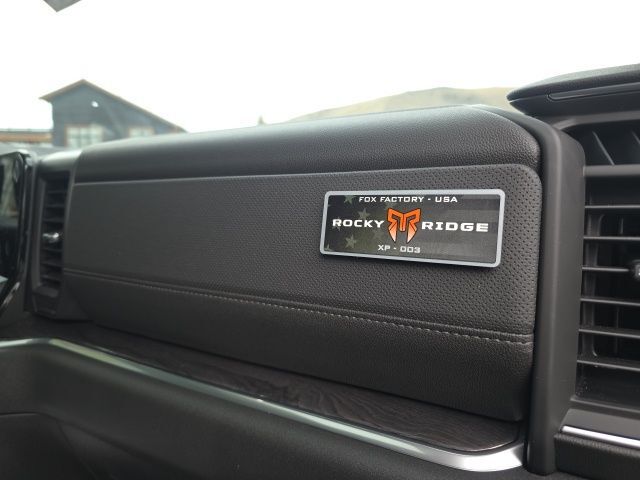 FOX FACTORY - USA
ROCKY RIDGE
XP - 003